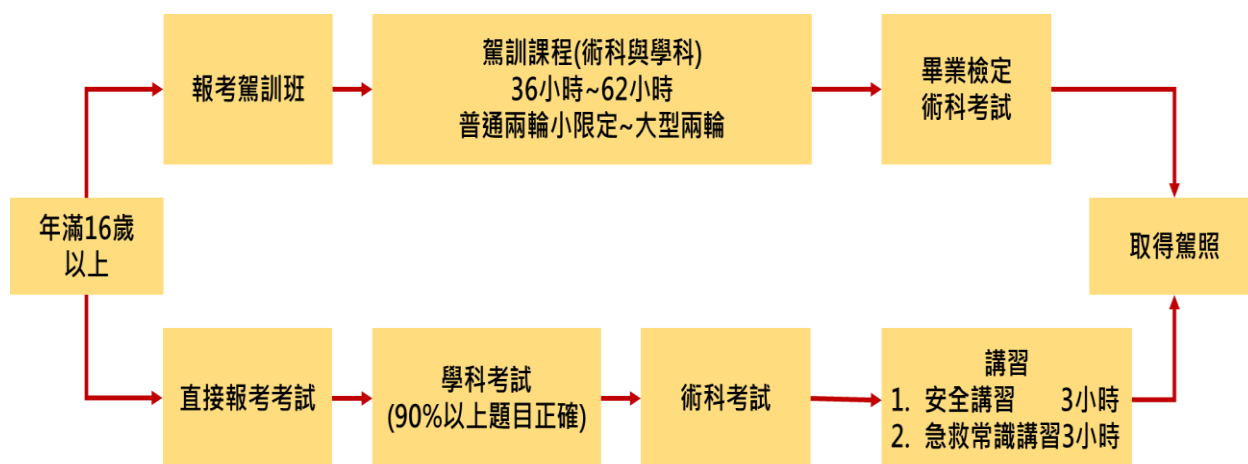 報考駕訓班
駕訓課程(術科與學科)
36小時~62小時
普通兩輪小限定~大型兩輪
畢業檢定
術科考試
年滿16歲
以上
取得駕照
直接報考考試
學科考試
(90%以上題目正確)
術科考試
講習
1. 安全講習 3小時
2. 急救常識講習3小時